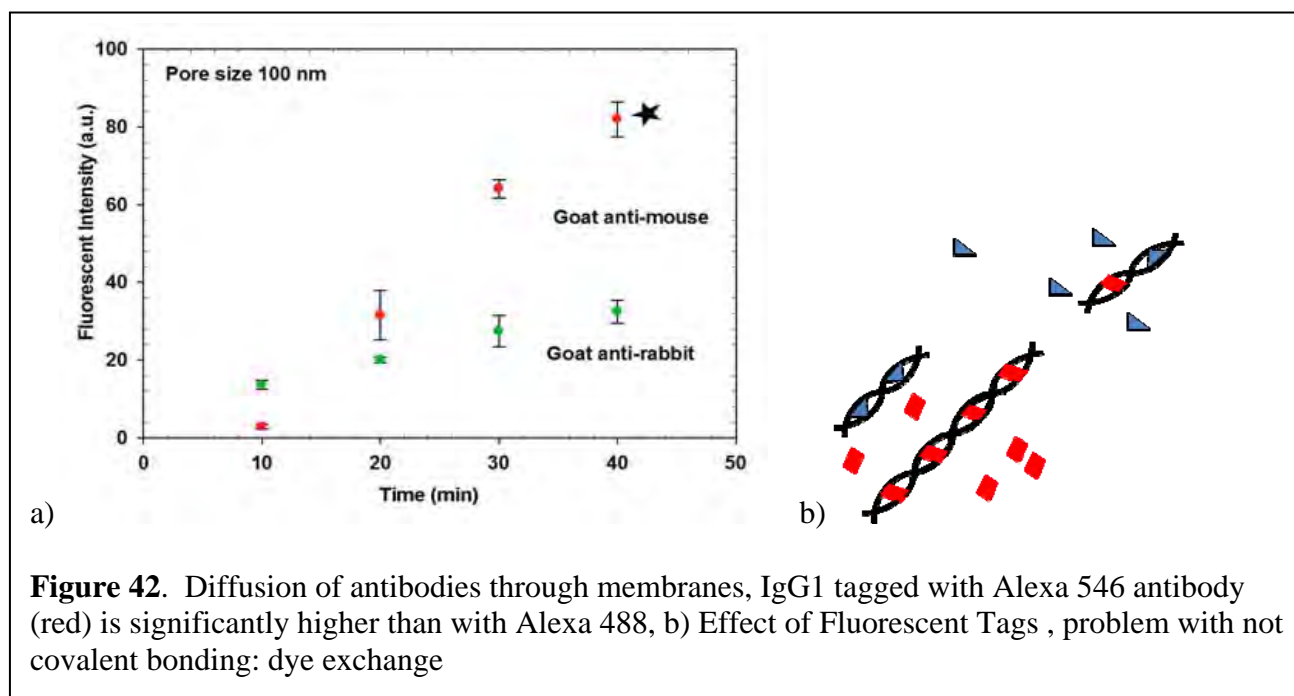 100
80
60
40
20
0
Fluorescent Intensity (a.u.)
Pore size 100 nm
Goat anti-mouse
Goat anti-rabbit
0 10 20 30 40 50
Time (min)
a)
b)
Figure 42. Diffusion of antibodies through membranes, IgG1 tagged with Alexa 546 antibody
(red) is significantly higher than with Alexa 488, b) Effect of Fluorescent Tags , problem with not
covalent bonding: dye exchange